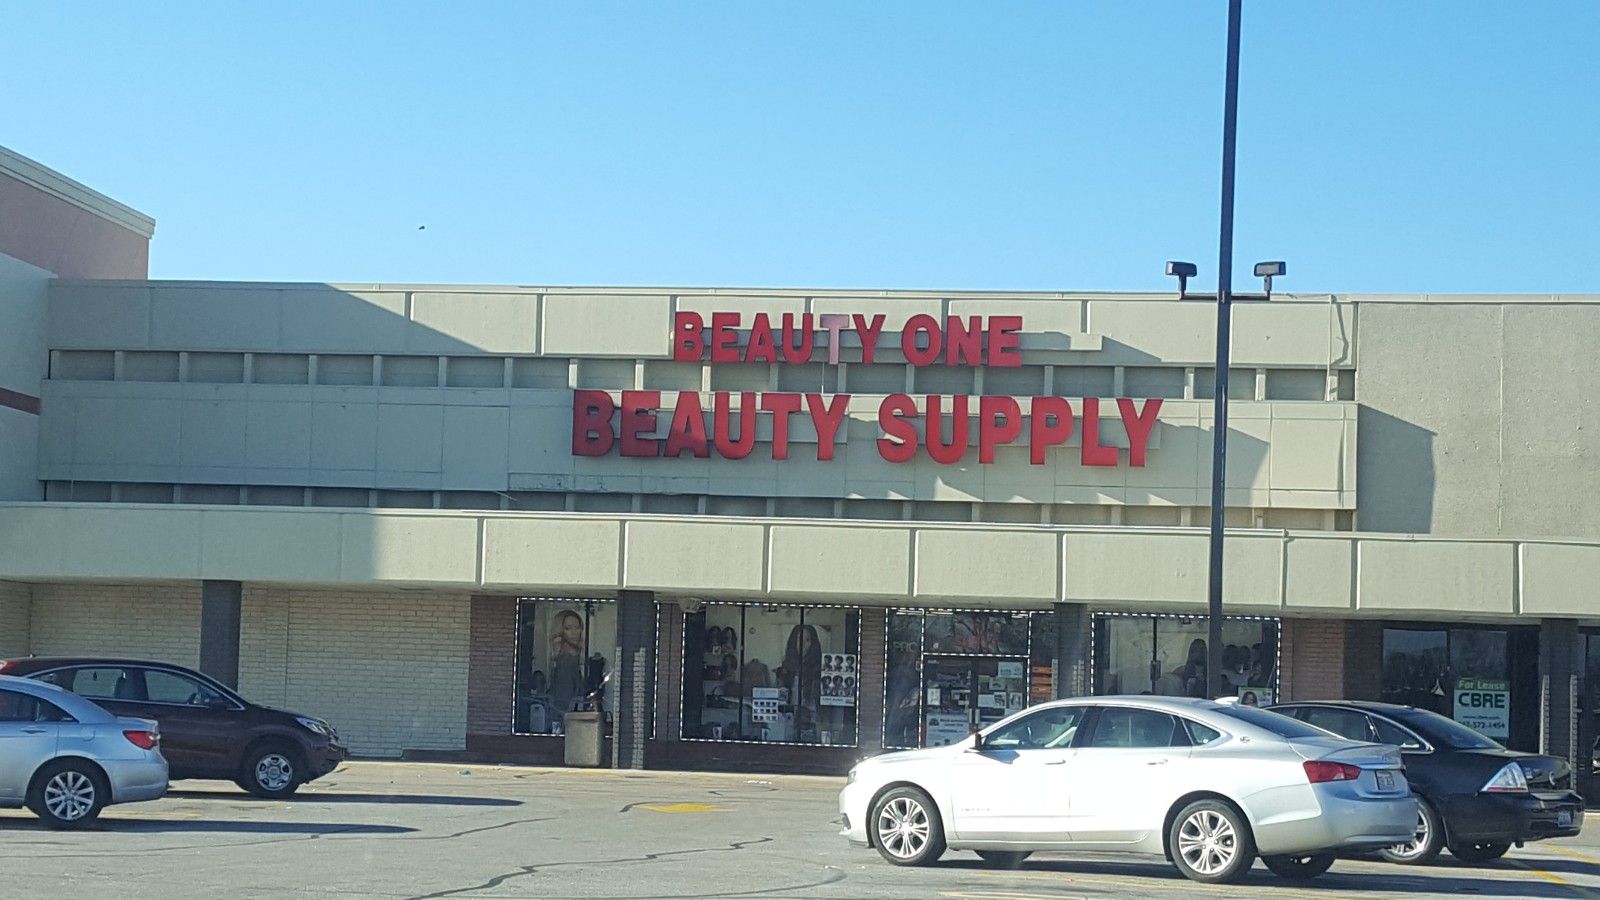 BEAUTY ONE
BEAUTY SUPPLY
For Lease
CBRE